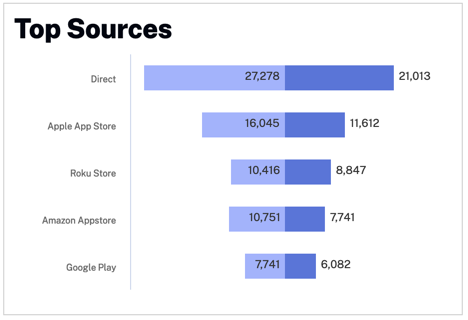 Top Sources
Direct 27,278 21,013
Apple App Store 16,045 11,612
Roku Store 10,416 8,847
Amazon Appstore 10,751 7,741
Google Play 7,741 6,082